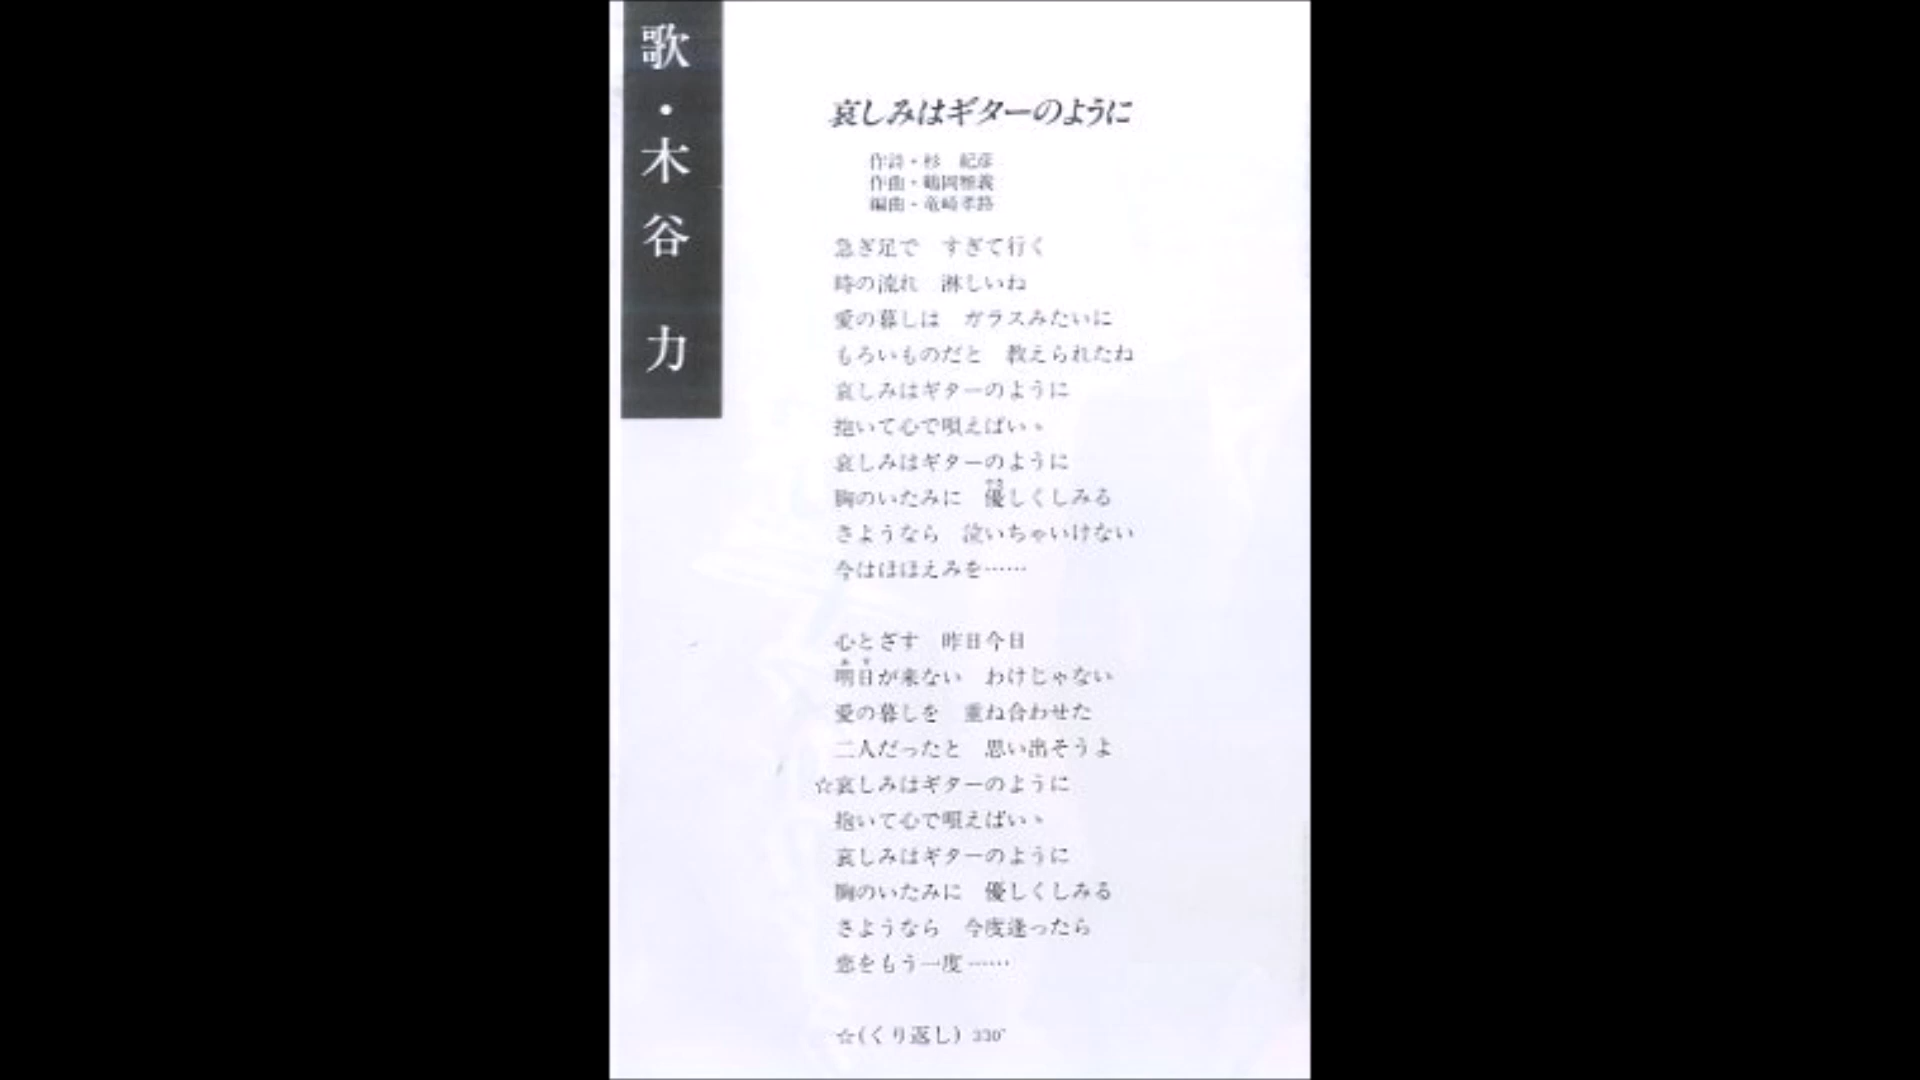 歌・木谷 力
哀しみはギターのように
作詩・杉 紀彦
作曲・鶴岡雅義
編曲・竜崎孝路
急ぎ足で すぎて行く
時の流れ 淋しいね
愛の暮しは ガラスみたいに
もろいものだと 教えられたね
哀しみはギターのように
抱いて心で唄えばいゝ
哀しみはギターのように
胸のいたみに 優しくしみる
さようなら 泣いちゃいけない
今はほほえみを……
心とざす 昨日今日
明日が来ない わけじゃない
愛の暮しを 重ね合わせた
二人だったと 思い出そうよ
☆哀しみはギターのように
抱いて心で唄えばいゝ
哀しみはギターのように
胸のいたみに 優しくしみる
さようなら 今度逢ったら
恋をもう一度……
☆(くり返し) 330"